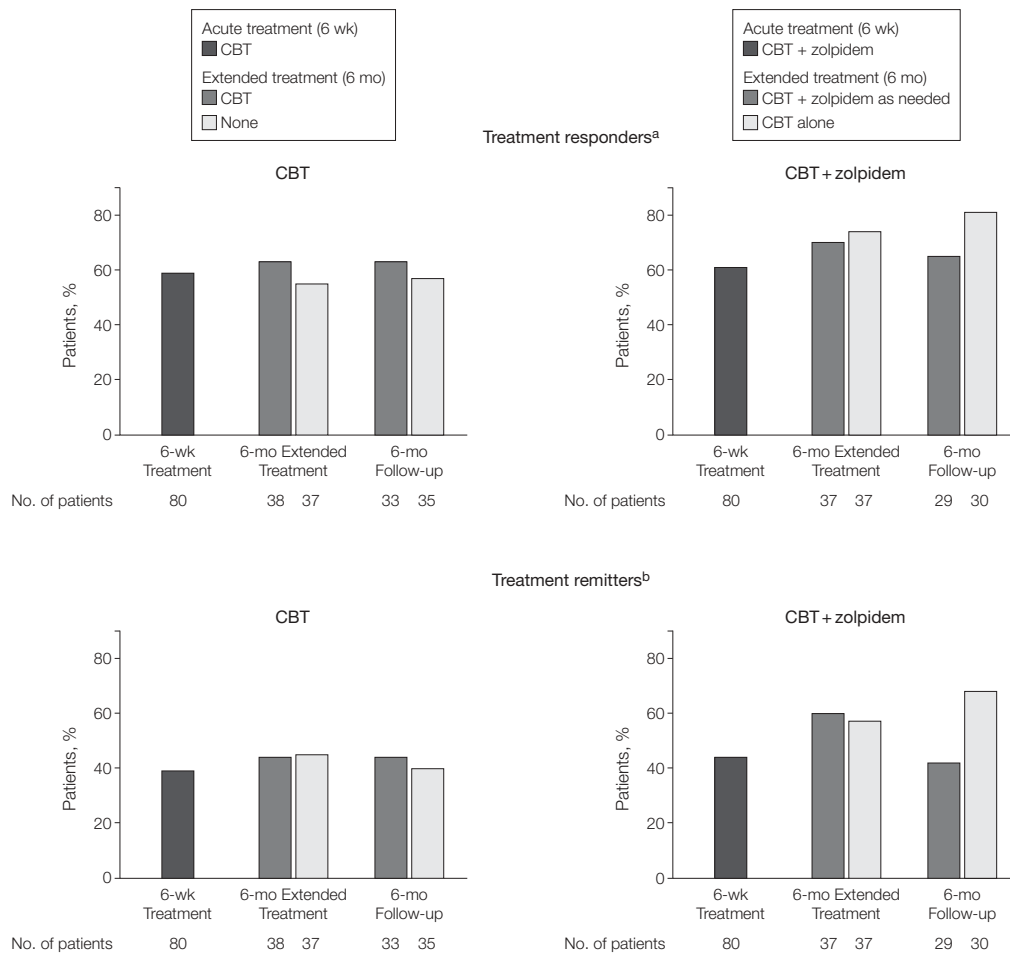 Acute treatment (6 wk)
CBT
Extended treatment (6 mo)
CBT
None
Acute treatment (6 wk)
CBT + zolpidem
Extended treatment (6 mo)
CBT + zolpidem as needed
CBT alone
Treatment responders^a
CBT
80
60
40
20
0
Patients, %
6-wk
Treatment
6-mo Extended
Treatment
6-mo
Follow-up
No. of patients 80 38 37 33 35
CBT + zolpidem
80
60
40
20
0
Patients, %
6-wk
Treatment
6-mo Extended
Treatment
6-mo
Follow-up
No. of patients 80 37 37 29 30
Treatment remitters^b
CBT
80
60
40
20
0
Patients, %
6-wk
Treatment
6-mo Extended
Treatment
6-mo
Follow-up
No. of patients 80 38 37 33 35
CBT + zolpidem
80
60
40
20
0
Patients, %
6-wk
Treatment
6-mo Extended
Treatment
6-mo
Follow-up
No. of patients 80 37 37 29 30